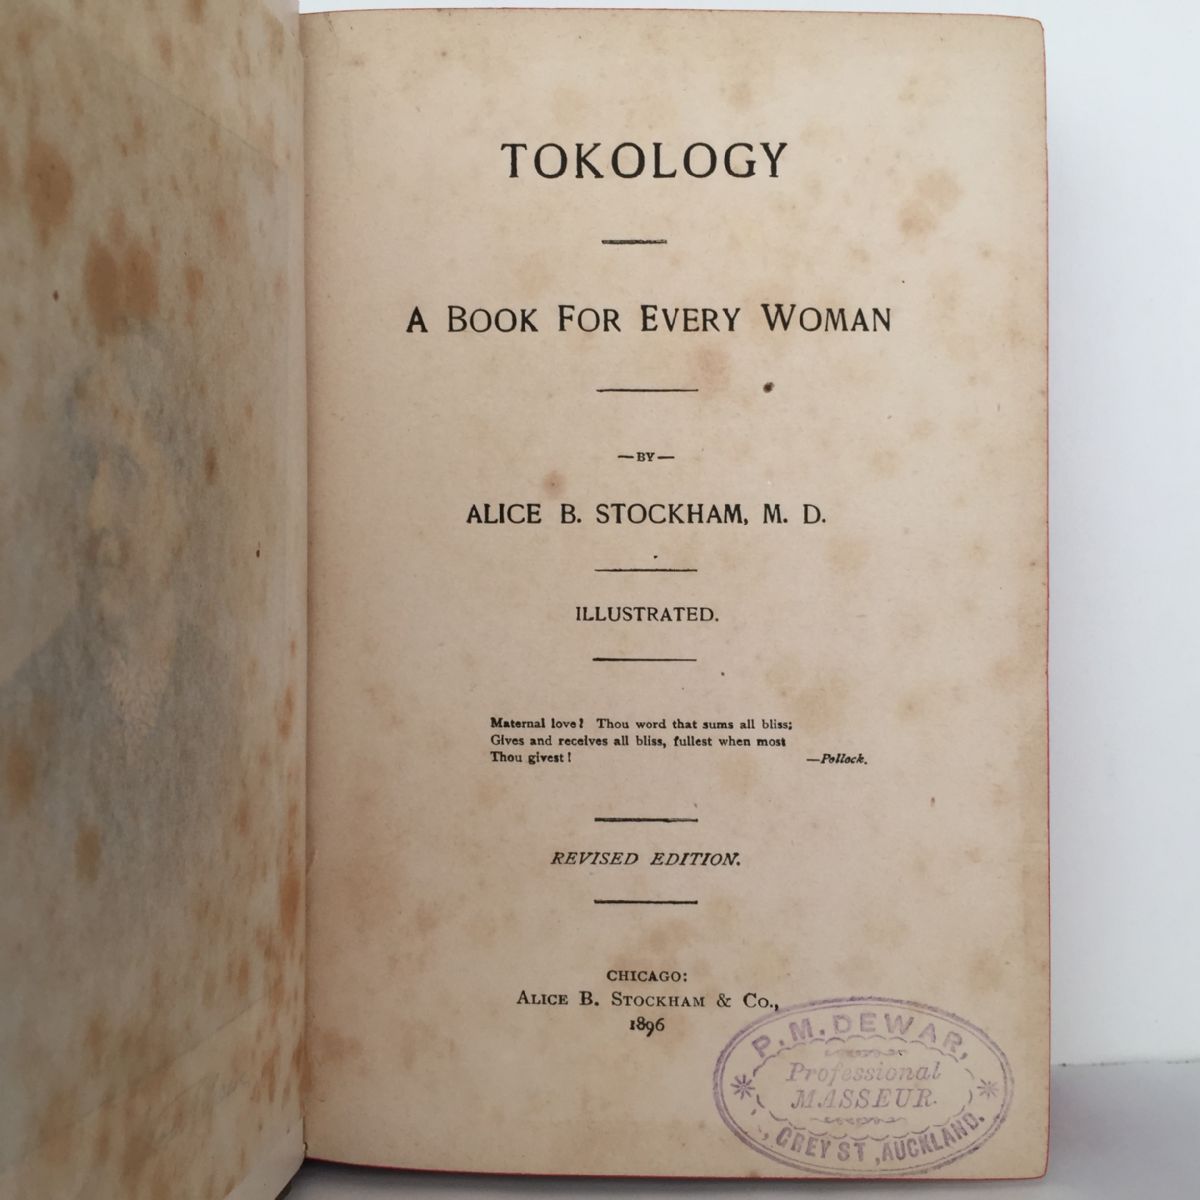 TOKOLOGY
A BOOK FOR EVERY WOMAN
—BY—
ALICE B. STOCKHAM, M. D.
ILLUSTRATED.
Maternal love! Thou word that sums all bliss;
Gives and receives all bliss, fullest when most
Thou givest! —Pollock.
REVISED EDITION.
CHICAGO:
ALICE B. STOCKHAM & CO.,
1896
P. M. DEWAR,
Professional
MASSEUR.
GREY ST, AUCKLAND.